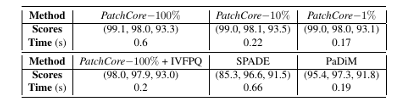 Method PatchCore−100% PatchCore−10% PatchCore−1%
Scores (99.1, 98.0, 93.3) (99.0, 98.1, 93.5) (99.0, 98.0, 93.1)
Time (s) 0.6 0.22 0.17
Method PatchCore−100% + IVFPQ SPADE PaDiM
Scores (98.0, 97.9, 93.0) (85.3, 96.6, 91.5) (95.4, 97.3, 91.8)
Time (s) 0.2 0.66 0.19